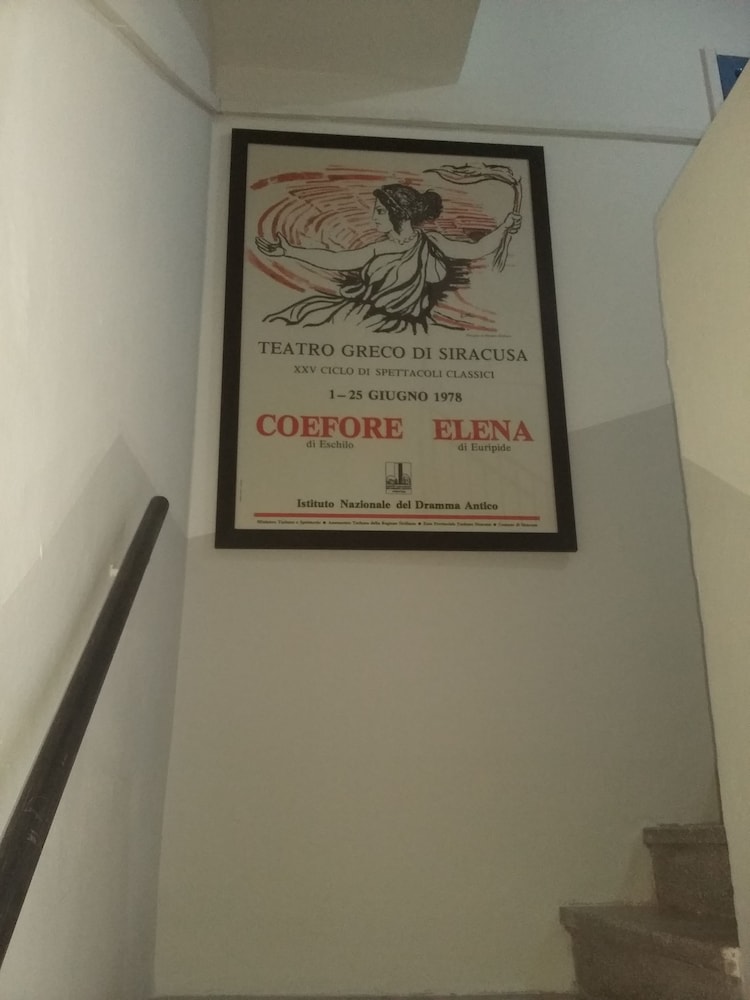 TEATRO GRECO DI SIRACUSA
XXV CICLO DI SPETTACOLI CLASSICI
1–25 GIUGNO 1978
COEFORE ELENA
di Eschilo di Euripide
Istituto Nazionale del Dramma Antico